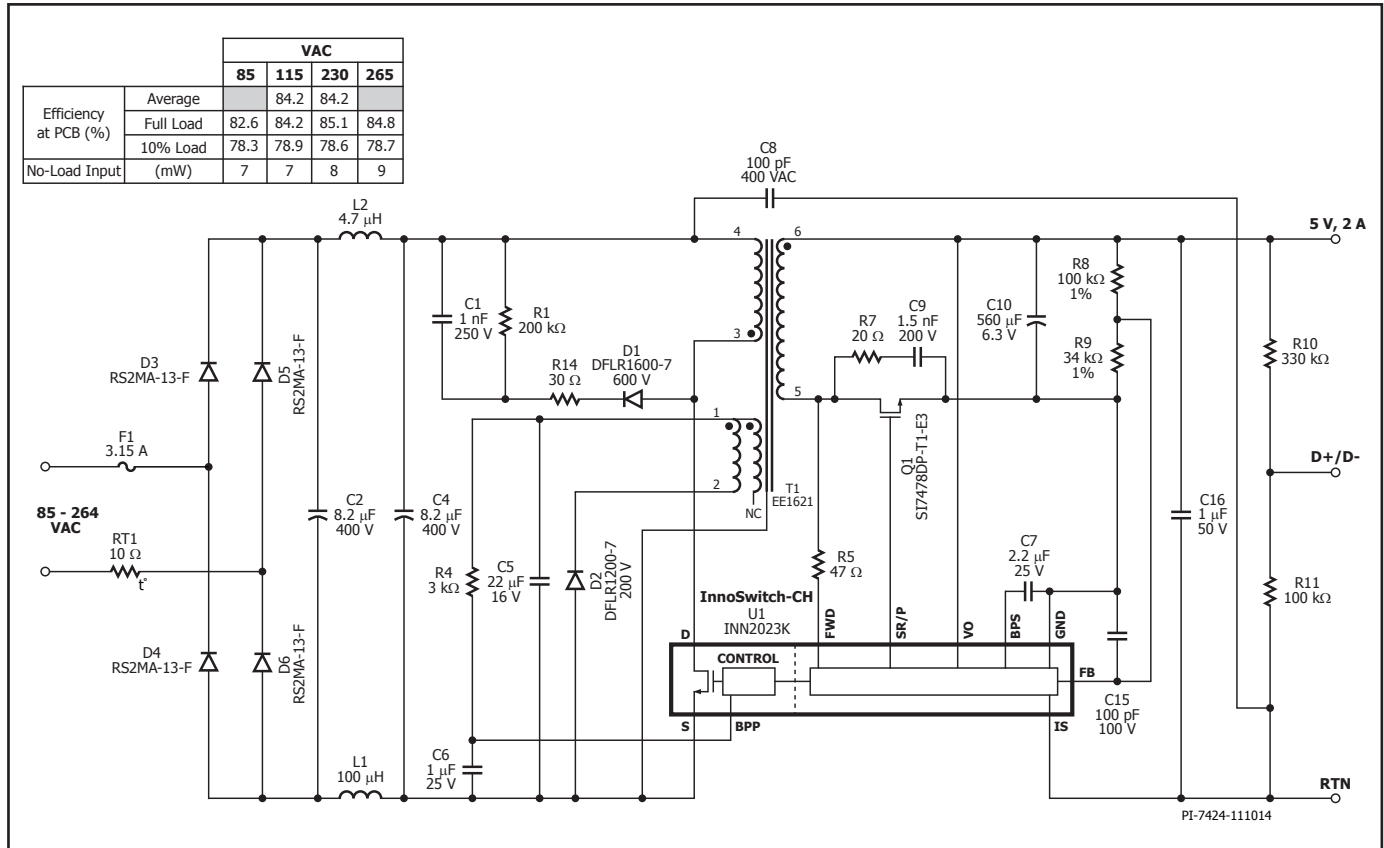 VAC
85 115 230 265
Efficiency at PCB (%)
Average 84.2 84.2
Full Load 82.6 84.2 85.1 84.8
10% Load 78.3 78.9 78.6 78.7
No-Load Input (mW) 7 7 8 9
C8
100 pF
400 VAC
L2
4.7 μH
4
6
5 V, 2 A
C1
1 nF
250 V
R1
200 kΩ
3
R7
20 Ω
C9
1.5 nF
200 V
C10
560 μF
6.3 V
R8
100 kΩ
1%
R9
34 kΩ
1%
R10
330 kΩ
D3
RS2MA-13-F
D5
RS2MA-13-F
R14
30 Ω
D1
DFLR1600-7
600 V
5
1
2
NC
T1
EE1621
Q1
SI7478DP-T1-E3
F1
3.15 A
D+/D-
85 - 264
VAC
RT1
10 Ω
t°
C2
8.2 μF
400 V
C4
8.2 μF
400 V
R4
3 kΩ
C5
22 μF
16 V
D2
DFLR1200-7
200 V
R5
47 Ω
C7
2.2 μF
25 V
C16
1 μF
50 V
R11
100 kΩ
InnoSwitch-CH
U1
INN2023K
D4
RS2MA-13-F
D6
RS2MA-13-F
D
FWD
SR/P
VO
BPS
GND
CONTROL
FB
S
BPP
IS
C15
100 pF
100 V
L1
100 μH
C6
1 μF
25 V
RTN
PI-7424-111014